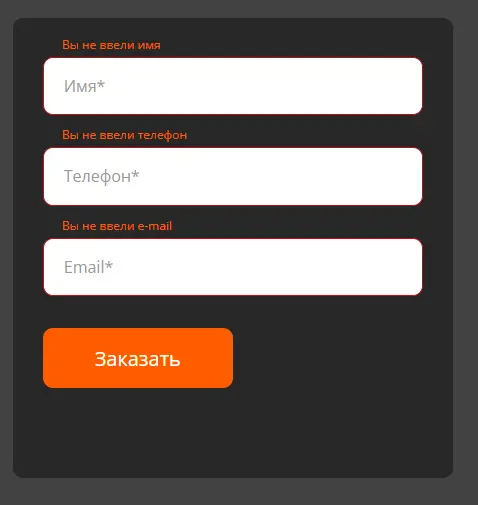 Вы не ввели имя
Имя*
Вы не ввели телефон
Телефон*
Вы не ввели e-mail
Email*
Заказать